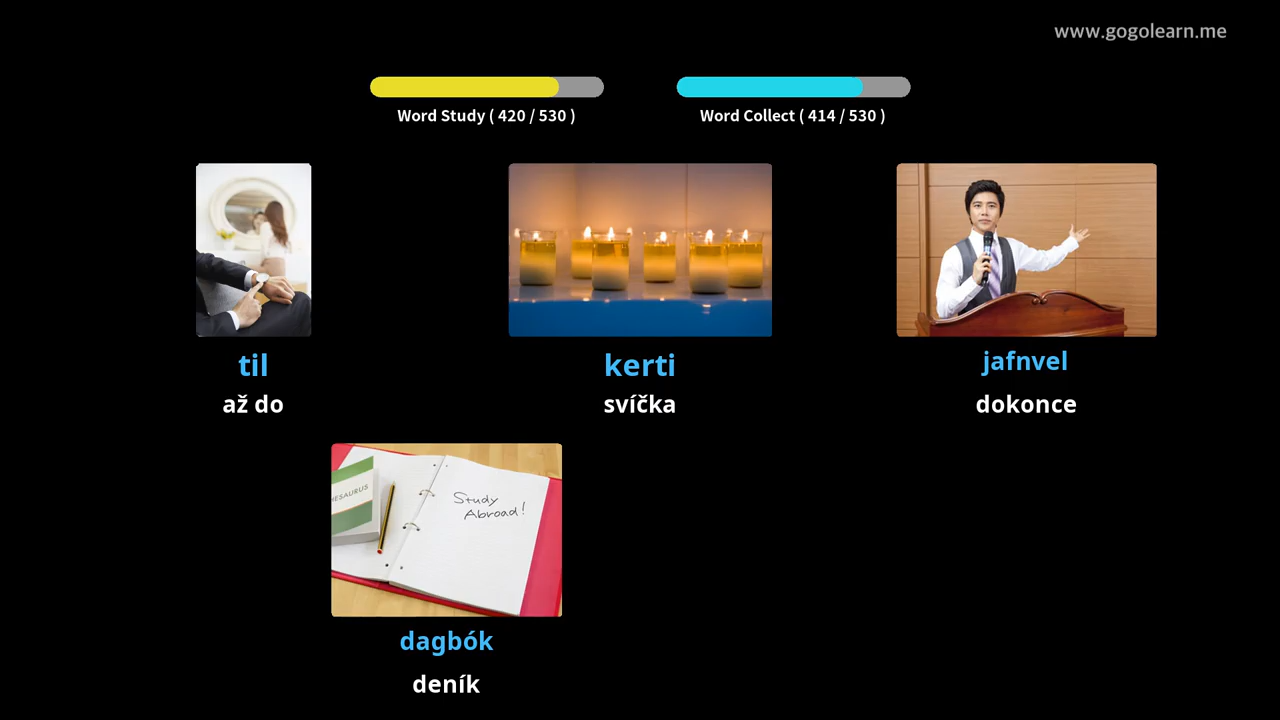 www.gogolearn.me
Word Study ( 420 / 530 )
Word Collect ( 414 / 530 )
til
až do
kerti
svíčka
jafnvel
dokonce
HESAURUS
Study
Abroad!
dagbók
deník